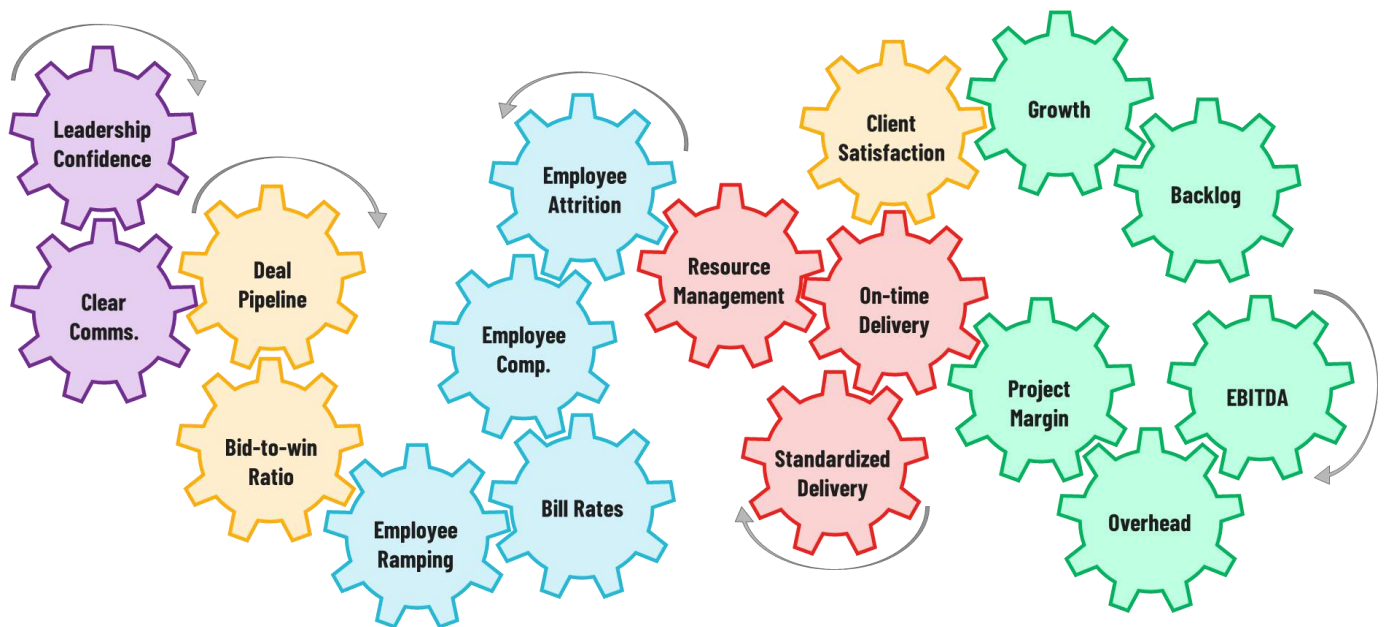 Leadership
Confidence
Clear
Comms.
Deal
Pipeline
Bid-to-win
Ratio
Employee
Ramping
Bill Rates
Employee
Comp.
Employee
Attrition
Resource
Management
On-time
Delivery
Standardized
Delivery
Client
Satisfaction
Growth
Backlog
Project
Margin
Overhead
EBITDA